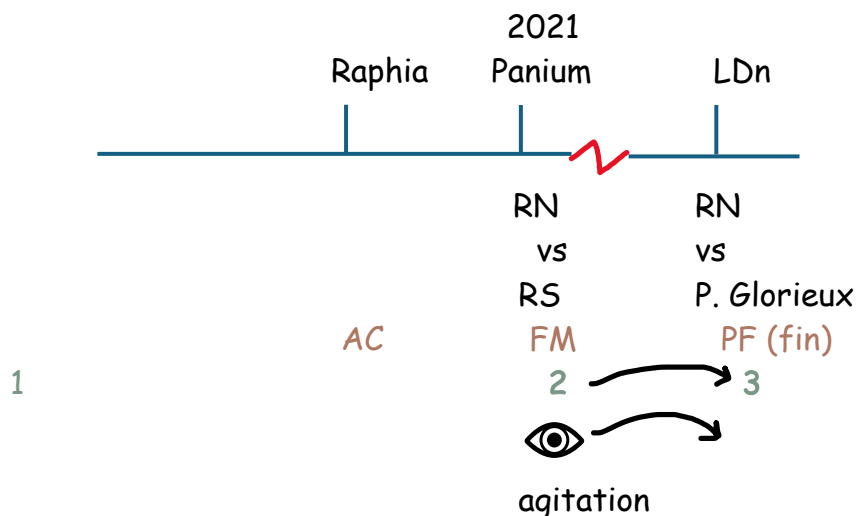 2021
Raphia Panium LDn
RN RN
vs vs
RS P. Glorieux
AC FM PF (fin)
1 2 3
agitation